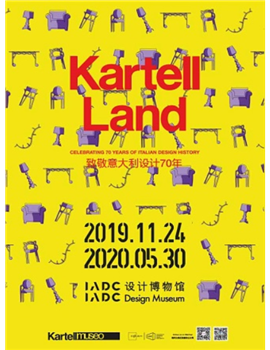 Kartell
Land
CELEBRATING 70 YEARS OF ITALIAN DESIGN HISTORY
致敬意大利设计70年
2019.11.24
2020.05.30
IADC 设计博物馆
IADC Design Museum
Kartell museo